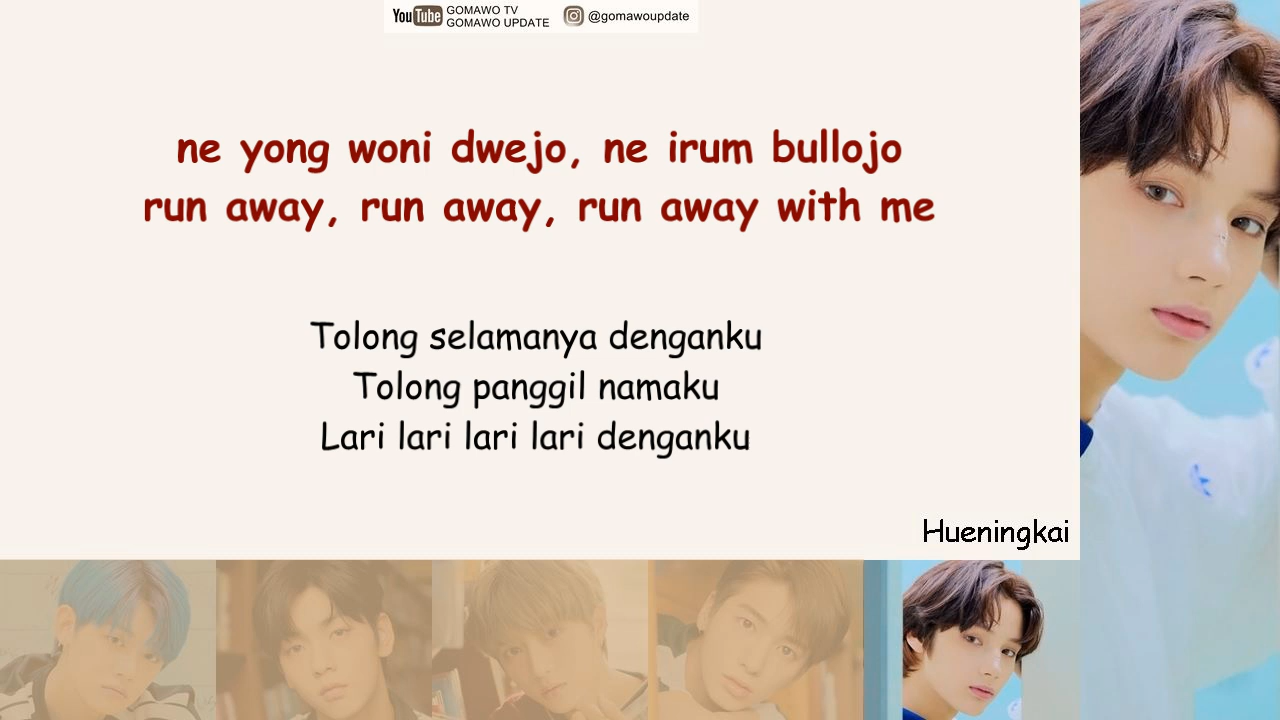 YouTube GOMAWO TV
GOMAWO UPDATE
@gomawoupdate
ne yong woni dwejo, ne irum bullojo
run away, run away, run away with me
Tolong selamanya denganku
Tolong panggil namaku
Lari lari lari lari denganku
Hueningkai